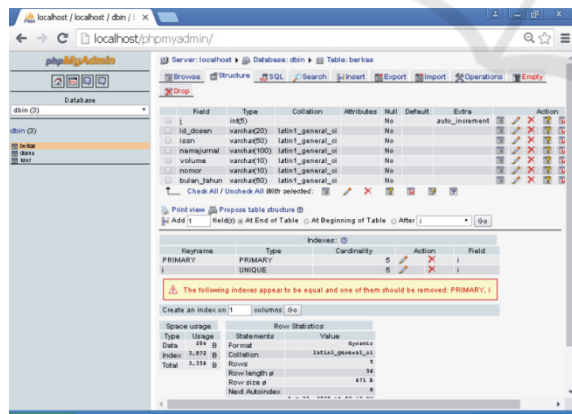 localhost / localhost / dbin / l
localhost/phpmyadmin/
phpMyAdmin
Database
dbin (3)
dbin (3)
berkas
dosen
user
Server: localhost ▸ Database: dbin ▸ Table: berkas
Browse Structure SQL Search Insert Export Import Operations Empty
Drop
Field Type Collation Attributes Null Default Extra Action
i int(5) No auto_increment
id_dosen varchar(20) latin1_general_ci No
issn varchar(50) latin1_general_ci No
namajurnal varchar(100) latin1_general_ci No
volume varchar(10) latin1_general_ci No
nomor varchar(10) latin1_general_ci No
bulan_tahun varchar(50) latin1_general_ci No
Check All / Uncheck All With selected:
Print view Propose table structure
Add 1 field(s) At End of Table At Beginning of Table After i Go
Indexes:
Keyname Type Cardinality Action Field
PRIMARY PRIMARY 5 i
i UNIQUE 5 i
The following indexes appear to be equal and one of them should be removed: PRIMARY, i
Create an index on 1 columns Go
Space usage Row Statistics
Type Usage Statements Value
Data B Format dynamic
Index 3,072 B Collation latin1_general_ci
Total B Rows 5
Row length ø
Row size ø B
Next Autoindex 6